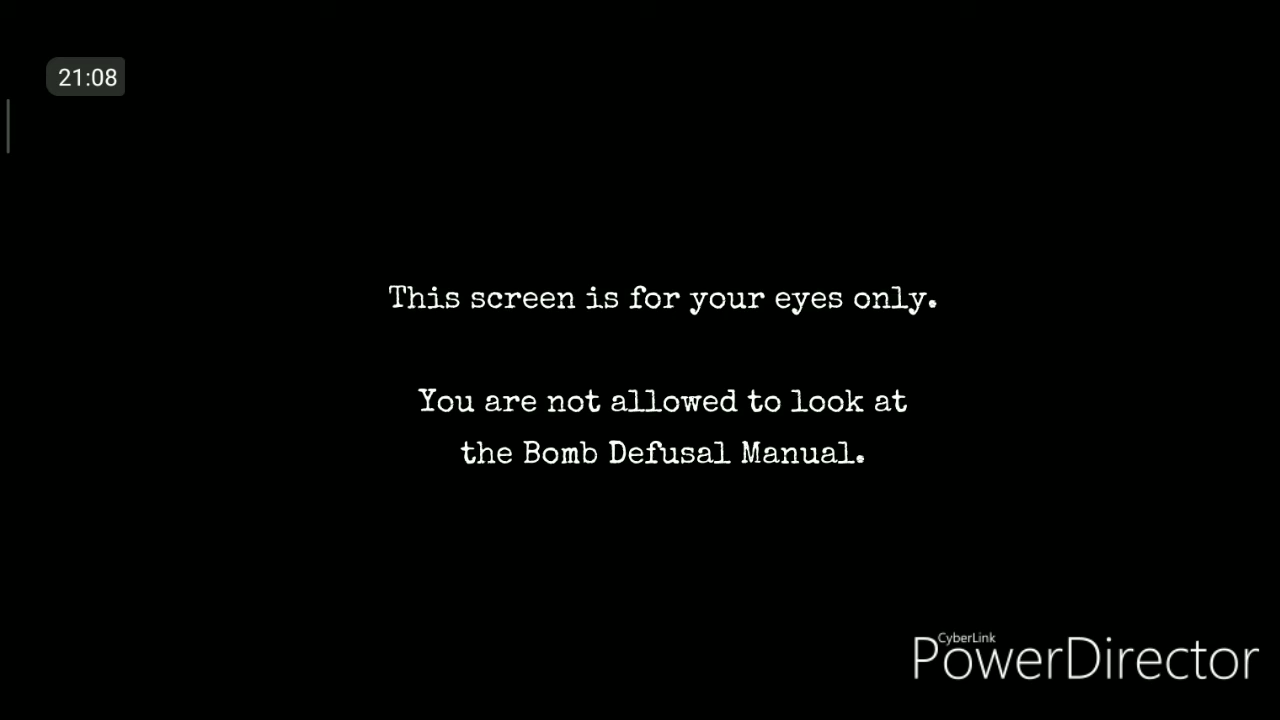 21:08
This screen is for your eyes only.
You are not allowed to look at
the Bomb Defusal Manual.
CyberLink
PowerDirector